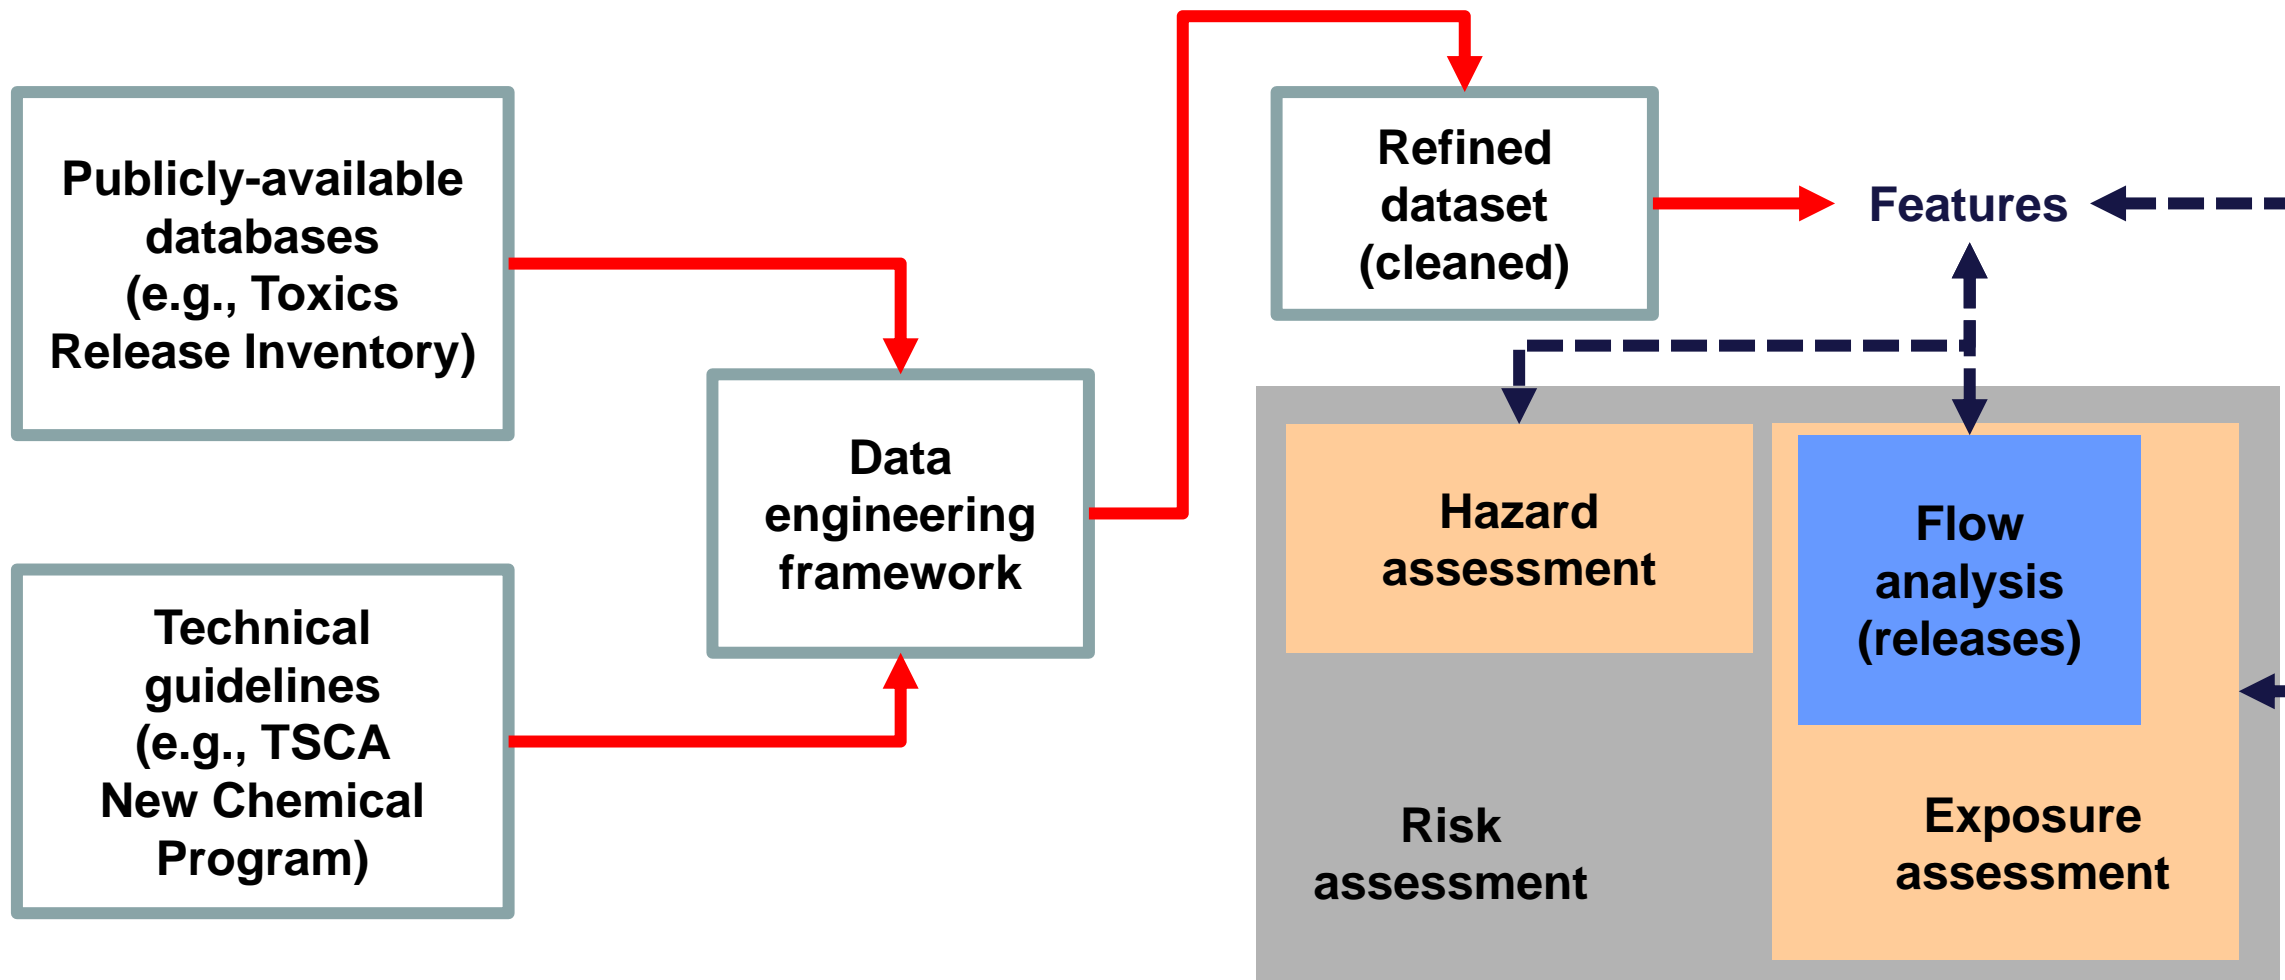 Publicly-available
databases
(e.g., Toxics
Release Inventory)
Technical
guidelines
(e.g., TSCA
New Chemical
Program)
Data
engineering
framework
Refined
dataset
(cleaned)
Features
Hazard
assessment
Flow
analysis
(releases)
Risk
assessment
Exposure
assessment